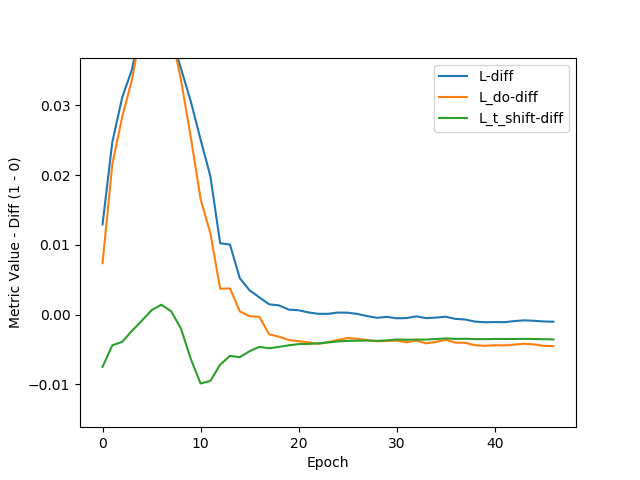 L-diff
L_do-diff
L_t_shift-diff
0.03
0.02
0.01
0.00
−0.01
Metric Value - Diff (1 - 0)
0 10 20 30 40
Epoch